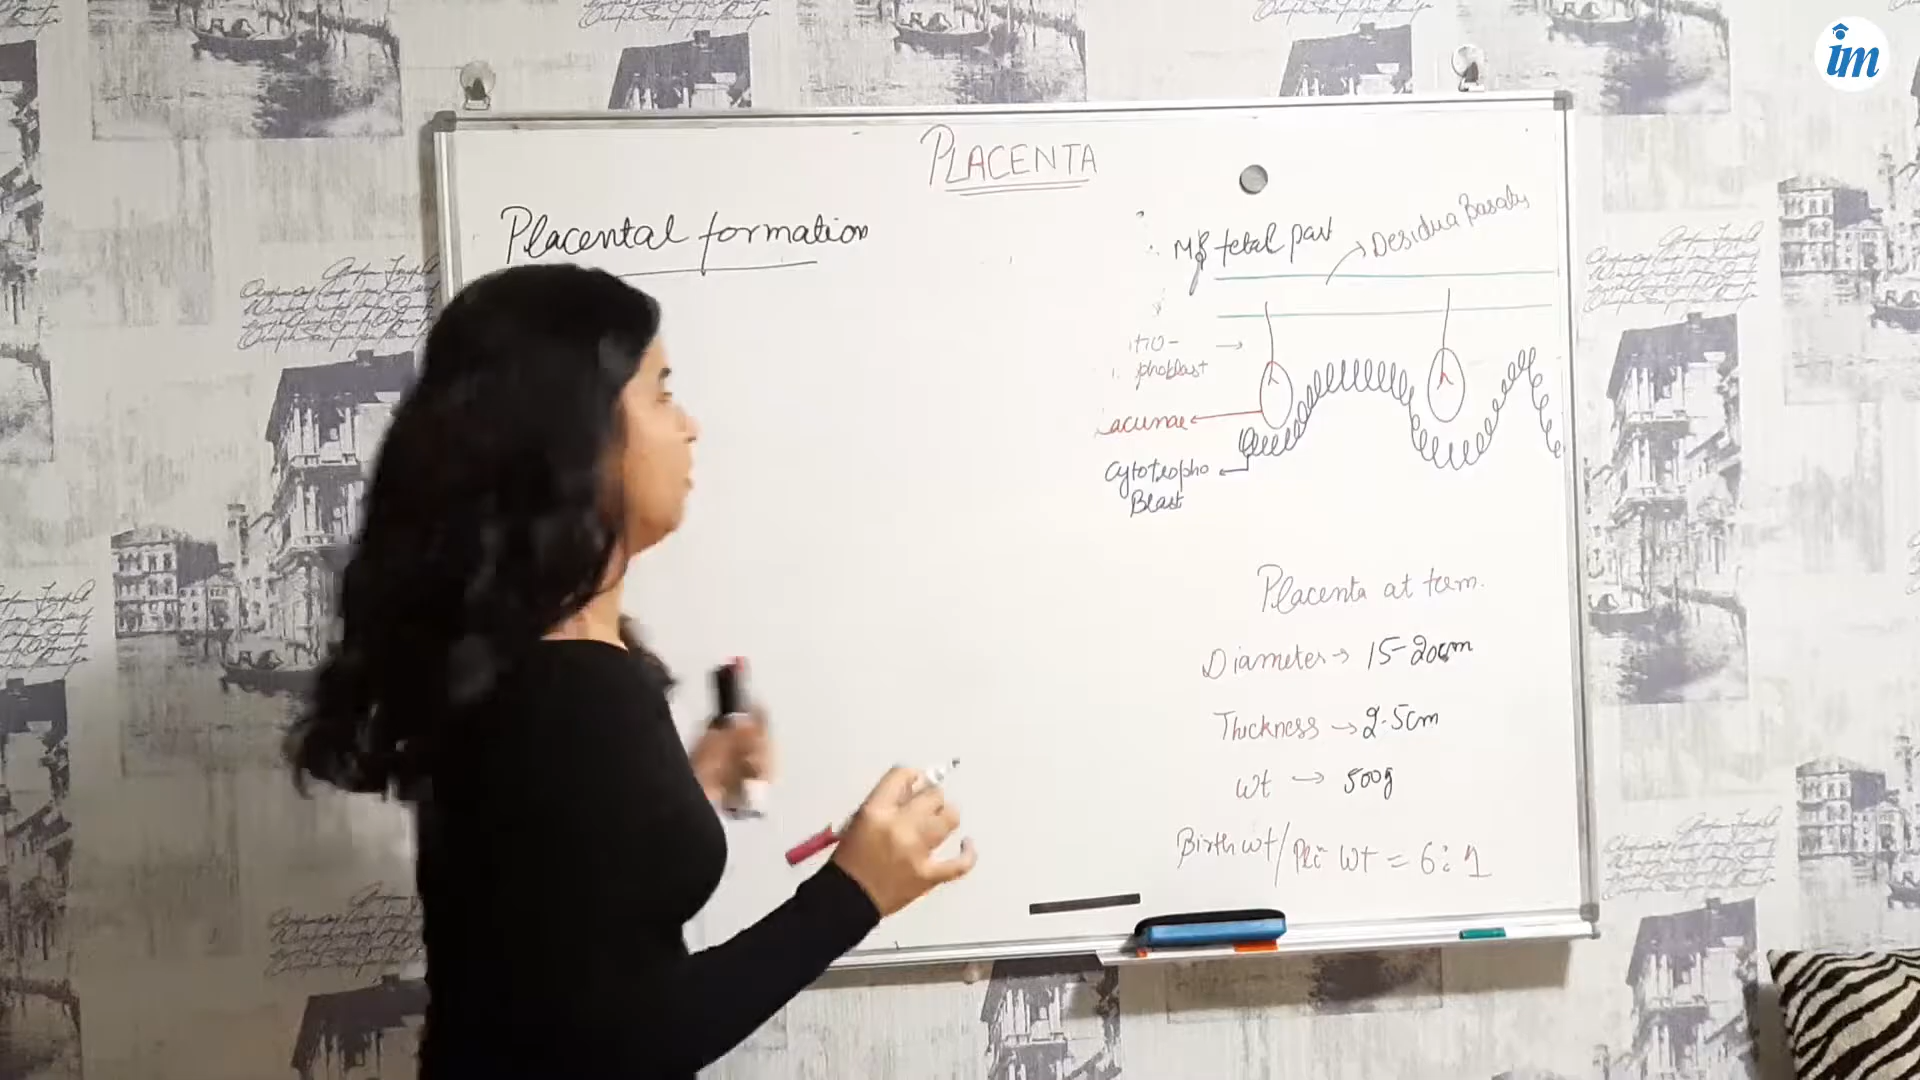 im
PLACENTA
Placental formation
fetal part
Desidua Basalis
phoblast
Lacunae
Cytotropho
Blast
Placenta at term.
Diameter → 15-20cm
Thickness → 2.5cm
wt → 500g
Birth wt/ Pl: wt = 6:1